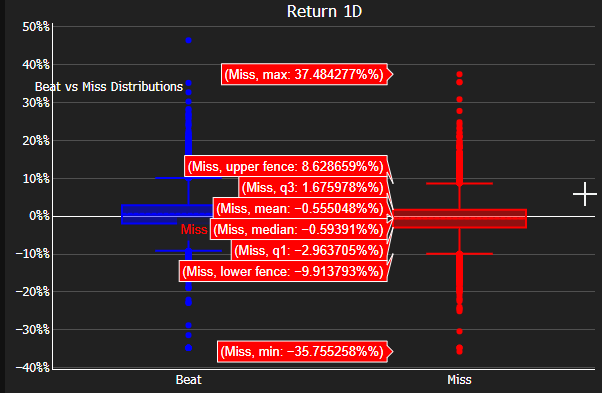 Return 1D
50%%
40%%
(Miss, max: 37.484277%%)
Beat vs Miss Distributions
30%%
20%%
(Miss, upper fence: 8.628659%%)
10%%
(Miss, q3: 1.675978%%)
(Miss, mean: −0.555048%%)
0%%
Miss
(Miss, median: −0.59391%%)
(Miss, q1: −2.963705%%)
−10%%
(Miss, lower fence: −9.913793%%)
−20%%
−30%%
(Miss, min: −35.755258%%)
−40%%
Beat
Miss